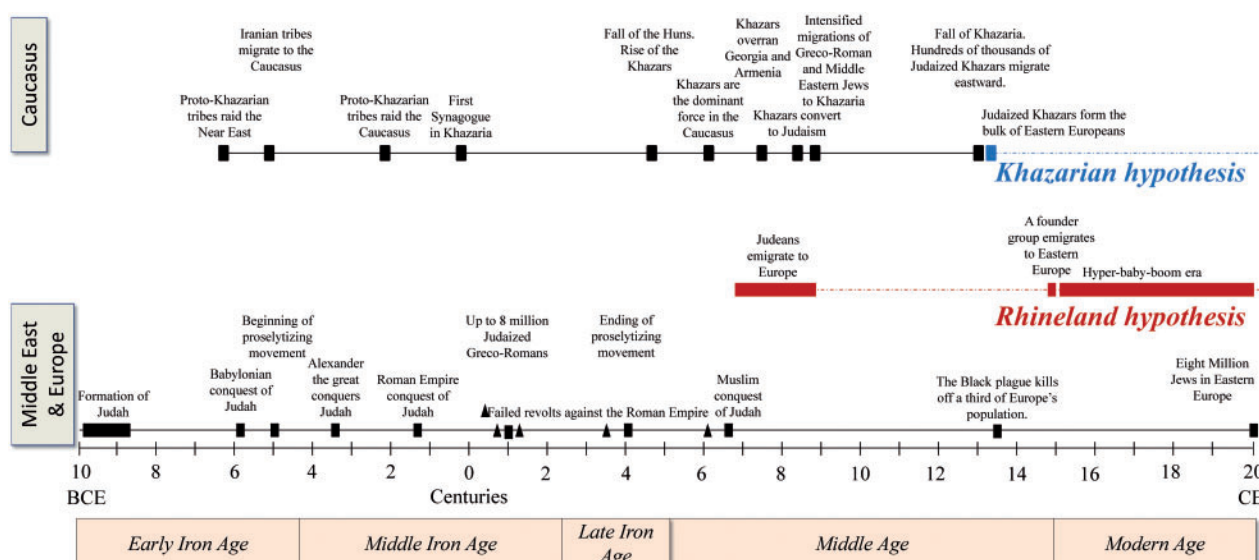 Caucasus
Iranian tribes
migrate to the
Caucasus
Proto-Khazarian
tribes raid the
Near East
Proto-Khazarian
tribes raid the
Caucasus
First
Synagogue
in Khazaria
Fall of the Huns.
Rise of the
Khazars
Khazars are
the dominant
force in the
Caucasus
Khazars
overran
Georgia and
Armenia
Khazars convert
to Judaism
Intensified
migrations of
Greco-Roman
and Middle
Eastern Jews
to Khazaria
Fall of Khazaria.
Hundreds of thousands of
Judaized Khazars migrate
eastward.
Judaized Khazars form the
bulk of Eastern Europeans
Khazarian hypothesis
Judeans
emigrate to
Europe
A founder
group emigrates
to Eastern
Europe
Hyper-baby-boom era
Rhineland hypothesis
Middle East
& Europe
Formation of
Judah
Babylonian
conquest of
Judah
Beginning of
proselytizing
movement
Alexander
the great
conquers
Judah
Roman Empire
conquest of
Judah
Up to 8 million
Judaized
Greco-Romans
Failed revolts against the Roman Empire
Ending of
proselytizing
movement
Muslim
conquest
of Judah
The Black plague kills
off a third of Europe's
population.
Eight Million
Jews in Eastern
Europe
10 8 6 4 2 0 2 4 6 8 10 12 14 16 18 20
BCE Centuries CE
Early Iron Age Middle Iron Age Late Iron Age Middle Age Modern Age